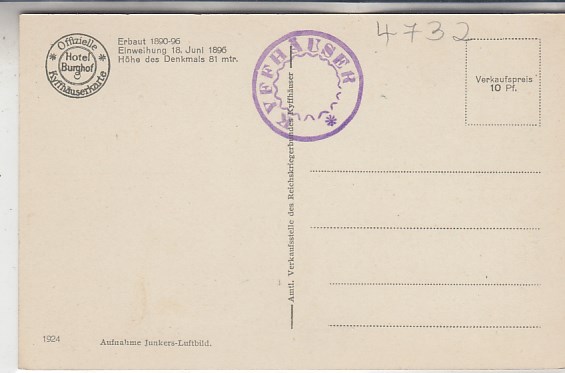 Offizielle
Hotel
Burghof
Kyffhäuserkarte
Erbaut 1890-96
Einweihung 18. Juni 1896
Höhe des Denkmals 81 mtr.
KYFFHÄUSER
4732
Verkaufspreis
10 Pf.
Amtl. Verkaufsstelle des Reichskriegerbundes Kyffhäuser
1924
Aufnahme Junkers-Luftbild.